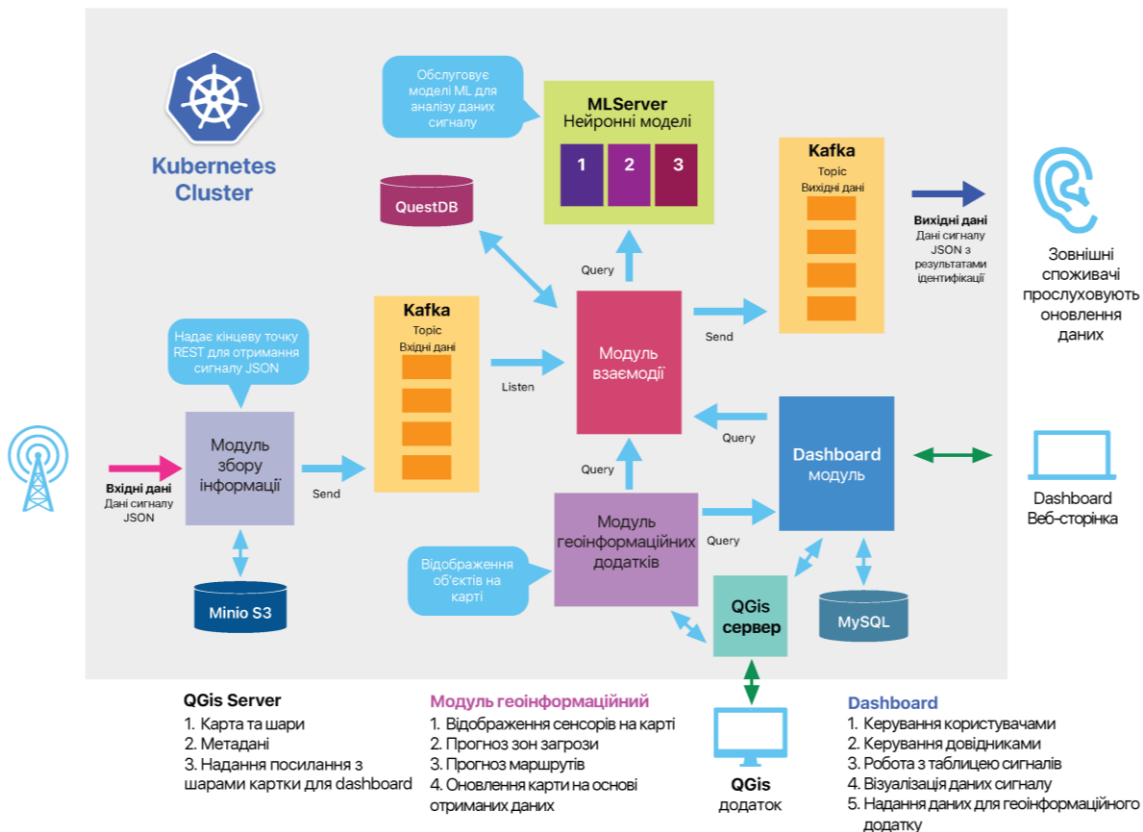 Kubernetes
Cluster
Обслуговує
моделі ML для
аналізу даних
сигналу
MLServer
Нейронні моделі
1
2
3
QuestDB
Query
Kafka
Topic
Вихідні дані
Вихідні дані
Дані сигналу
JSON з
результатами
ідентифікації
Зовнішні
споживачі
прослуховують
оновлення
даних
Надає кінцеву точку
REST для отримання
сигналу JSON
Kafka
Topic
Вхідні дані
Listen
Модуль
взаємодії
Send
Вхідні дані
Дані сигналу
JSON
Модуль
збору
інформації
Send
Query
Query
Dashboard
модуль
Dashboard
Веб-сторінка
Minio S3
Відображення
об'єктів на
карті
Модуль
геоінформаційних
додатків
Query
QGis
сервер
MySQL
QGis Server
1. Карта та шари
2. Метадані
3. Надання посилання з
шарами картки для dashboard
Модуль геоінформаційний
1. Відображення сенсорів на карті
2. Прогноз зон загрози
3. Прогноз маршрутів
4. Оновлення карти на основі
отриманих даних
QGis
додаток
Dashboard
1. Керування користувачами
2. Керування довідниками
3. Робота з таблицею сигналів
4. Візуалізація даних сигналу
5. Надання даних для геоінформаційного
додатку